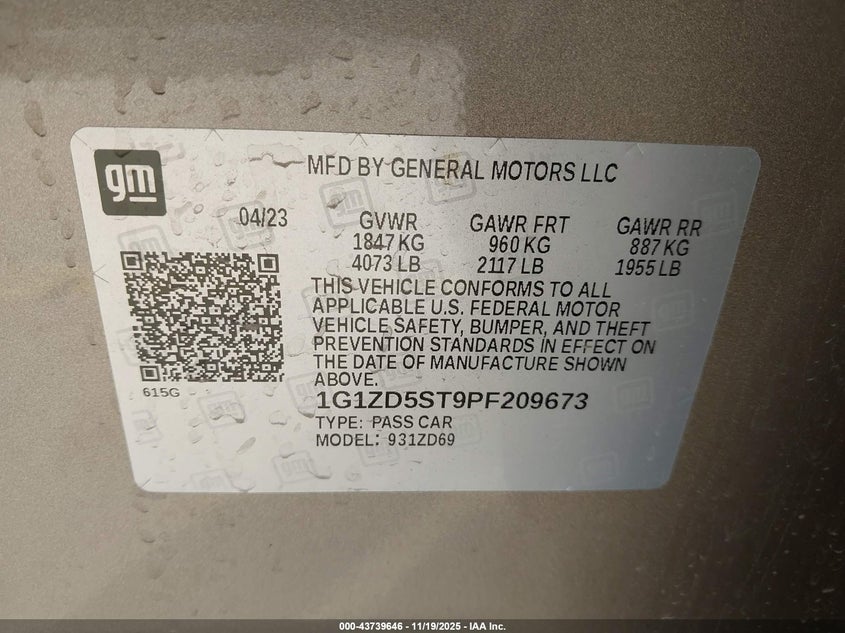 gm
MFD BY GENERAL MOTORS LLC
04/23
GVWR
1847 KG
4073 LB
GAWR FRT
960 KG
2117 LB
GAWR RR
887 KG
1955 LB
THIS VEHICLE CONFORMS TO ALL
APPLICABLE U.S. FEDERAL MOTOR
VEHICLE SAFETY, BUMPER, AND THEFT
PREVENTION STANDARDS IN EFFECT ON
THE DATE OF MANUFACTURE SHOWN
ABOVE.
615G
1G1ZD5ST9PF209673
TYPE: PASS CAR
MODEL: 931ZD69
000-43739646 - 11/19/2025 - IAA Inc.